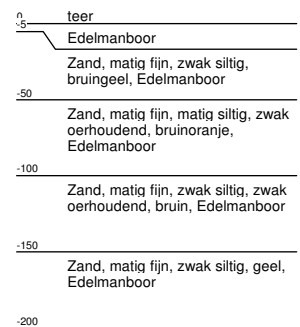 0 teer
-5
Edelmanboor
Zand, matig fijn, zwak siltig,
bruingeel, Edelmanboor
-50
Zand, matig fijn, matig siltig, zwak
oerhoudend, bruinoranje,
Edelmanboor
-100
Zand, matig fijn, zwak siltig, zwak
oerhoudend, bruin, Edelmanboor
-150
Zand, matig fijn, zwak siltig, geel,
Edelmanboor
-200